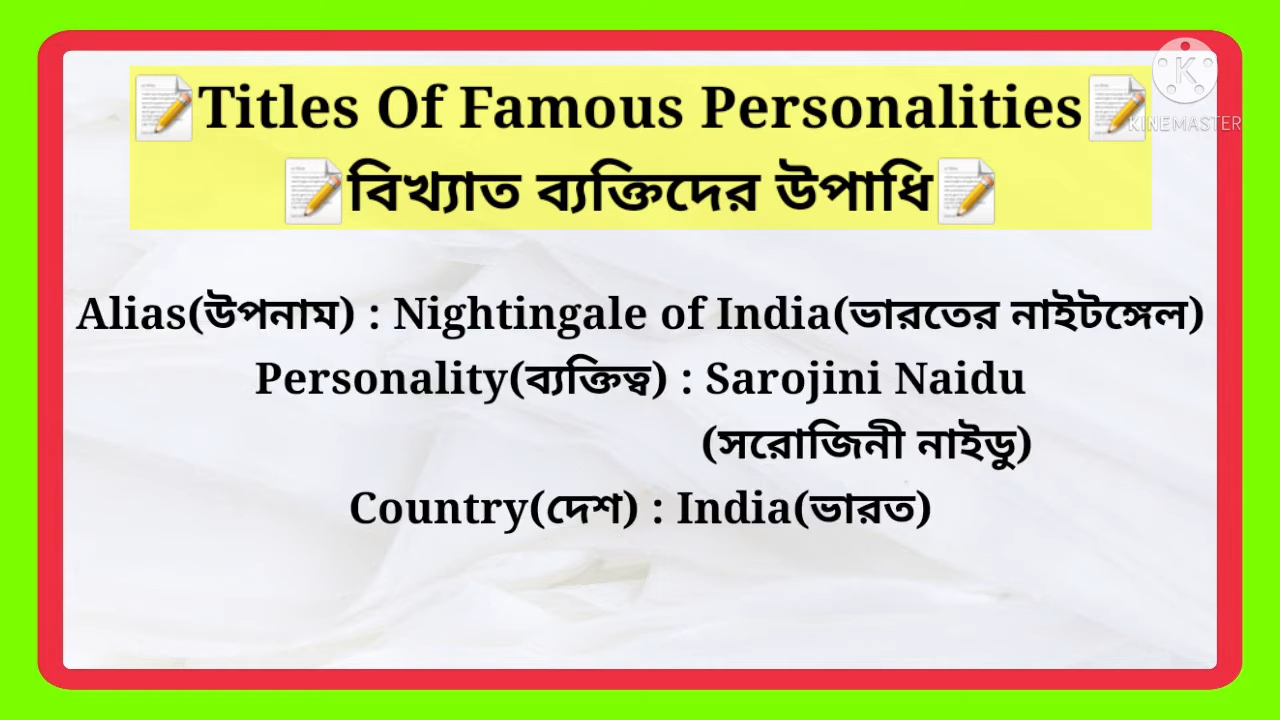 Titles Of Famous Personalities
বিখ্যাত ব্যক্তিদের উপাধি
Alias(উপনাম) : Nightingale of India(ভারতের নাইটঙ্গেল)
Personality(ব্যক্তিত্ব) : Sarojini Naidu
(সরোজিনী নাইডু)
Country(দেশ) : India(ভারত)
K
KINEMASTER